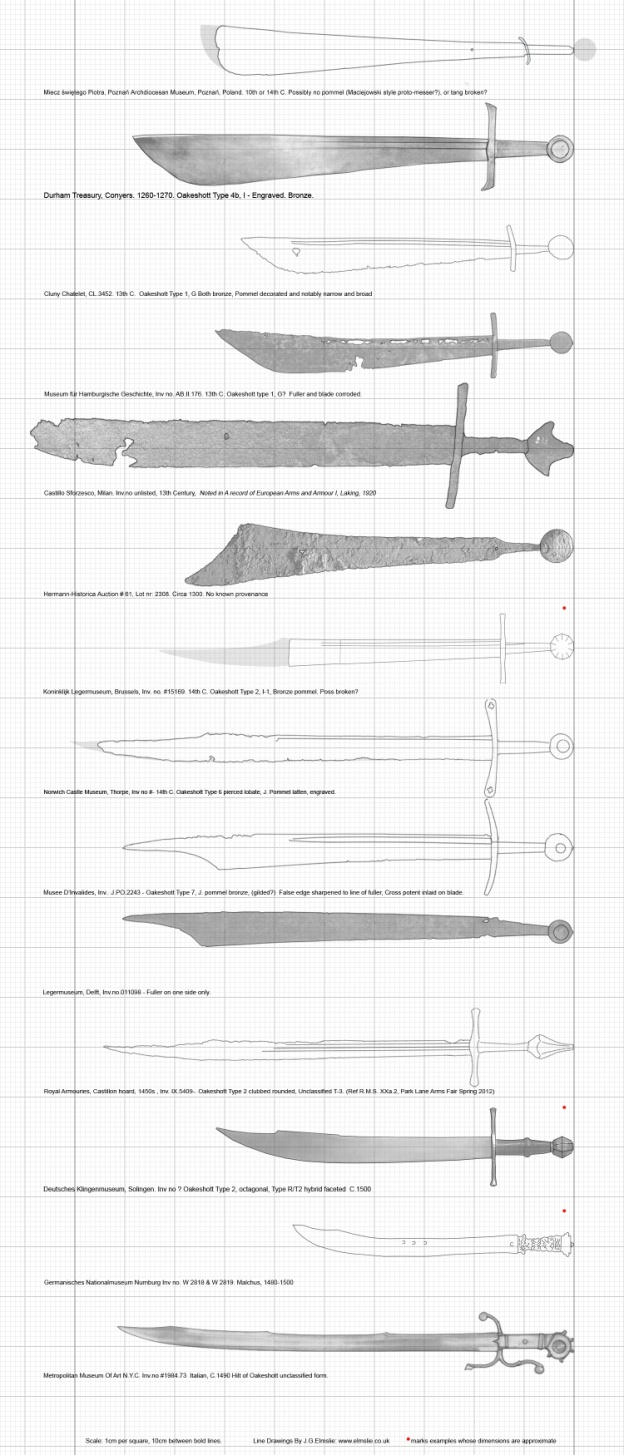 Miecz świętego Piotra, Poznań Archdiocesan Museum, Poznań, Poland. 10th or 14th C. Possibly no pommel (Maciejowski style proto-messer?), or tang broken?
Durham Treasury, Conyers. 1260-1270. Oakeshott Type 4b, I - Engraved. Bronze.
Cluny Chatelet, CL.3452. 13th C. Oakeshott Type 1, G Both bronze, Pommel decorated and notably narrow and broad
Museum für Hamburgische Geschichte, Inv no. AB.II.176. 13th C. Oakeshott type 1, G? Fuller and blade corroded.
Castillo Sforzesco, Milan. Inv.no unlisted, 13th Century, Noted in A record of European Arms and Armour I, Laking, 1920
Hermann-Historica Auction # 61, Lot nr: 2308. Circa 1300. No known provenance
Koninklijk Legermuseum, Brussels, Inv. no. #15169. 14th C. Oakeshott Type 2, I-1, Bronze pommel. Poss broken?
Norwich Castle Museum, Thorpe, Inv no #- 14th C. Oakeshott Type 6 pierced lobate, J. Pommel latten, engraved.
Musee D'Invalides, Inv. J.PO.2243 - Oakeshott Type 7, J. pommel bronze, (gilded?) False edge sharpened to line of fuller, Cross potent inlaid on blade.
Legermuseum, Delft, Inv.no.011098 - Fuller on one side only.
Royal Armouries, Castillon hoard, 1450s , Inv. IX.5409-. Oakeshott Type 2 clubbed rounded, Unclassified T-3. (Ref R.M.S. XXa.2, Park Lane Arms Fair Spring 2012)
Deutsches Klingenmuseum, Solingen. Inv no ? Oakeshott Type 2, octagonal, Type R/T2 hybrid faceted C.1500
Germanisches Nationalmuseum Nurnburg Inv no. W 2818 & W 2819. Malchus, 1480-1500
Metropolitan Museum Of Art N.Y.C. Inv.no #1984.73 Italian, C.1490 Hilt of Oakeshott unclassified form.
Scale: 1cm per square, 10cm between bold lines. Line Drawings By J.G.Elmslie: www.elmslie.co.uk marks examples whose dimensions are approximate